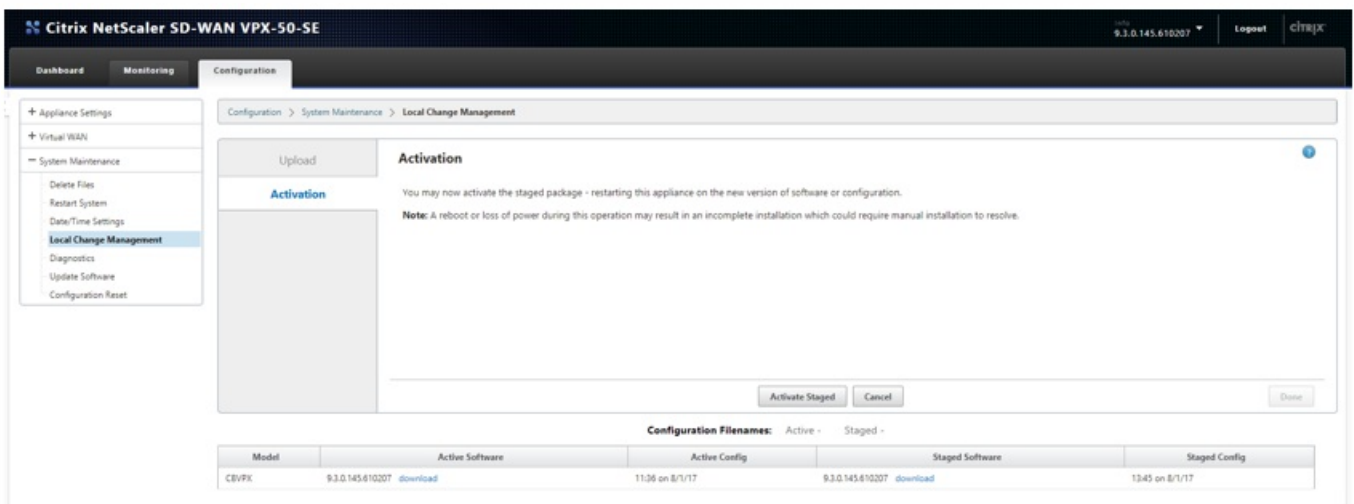 Citrix NetScaler SD-WAN VPX-50-SE
9.3.0.145.610207
Logout
CITRIX
Dashboard Monitoring Configuration
+ Appliance Settings
+ Virtual WAN
− System Maintenance
Delete Files
Restart System
Date/Time Settings
Local Change Management
Diagnostics
Update Software
Configuration Reset
Configuration > System Maintenance > Local Change Management
Upload
Activation
Activation
You may now activate the staged package - restarting this appliance on the new version of software or configuration.
Note: A reboot or loss of power during this operation may result in an incomplete installation which could require manual installation to resolve.
Activate Staged Cancel Done
Configuration Filenames: Active - Staged -
Model Active Software Active Config Staged Software Staged Config
CBVPX 9.3.0.145.610207 download 11:36 on 8/1/17 9.3.0.145.610207 download 13:45 on 8/1/17